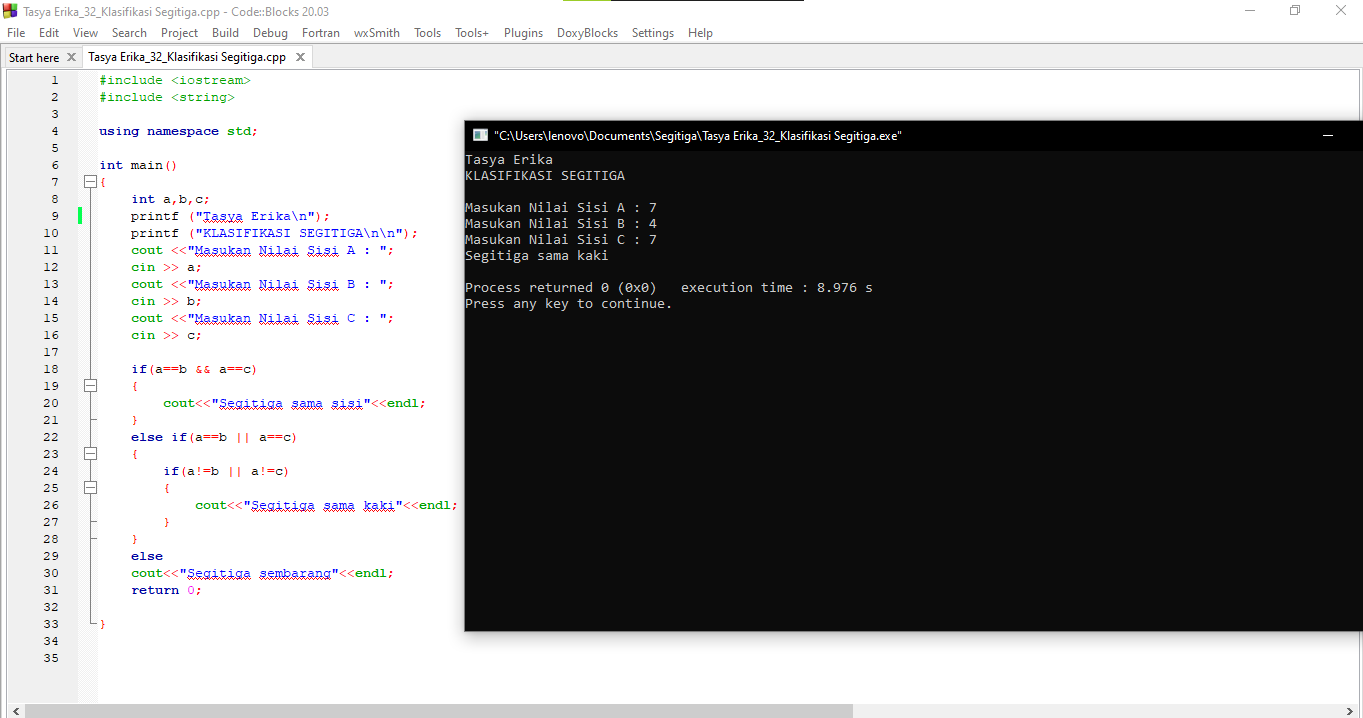 Tasya Erika_32_Klasifikasi Segitiga.cpp - Code::Blocks 20.03
File Edit View Search Project Build Debug Fortran wxSmith Tools Tools+ Plugins DoxyBlocks Settings Help
Start here Tasya Erika_32_Klasifikasi Segitiga.cpp
1 #include <iostream>
2 #include <string>
3
4 using namespace std;
5
6 int main()
7 {
8 int a,b,c;
9 printf ("Tasya Erika\n");
10 printf ("KLASIFIKASI SEGITIGA\n\n");
11 cout <<"Masukan Nilai Sisi A : ";
12 cin >> a;
13 cout <<"Masukan Nilai Sisi B : ";
14 cin >> b;
15 cout <<"Masukan Nilai Sisi C : ";
16 cin >> c;
17
18 if(a==b && a==c)
19 {
20 cout<<"Segitiga sama sisi"<<endl;
21 }
22 else if(a==b || a==c)
23 {
24 if(a!=b || a!=c)
25 {
26 cout<<"Segitiga sama kaki"<<endl;
27 }
28 }
29 else
30 cout<<"Segitiga sembarang"<<endl;
31 return 0;
32
33 }
34
35
"C:\Users\lenovo\Documents\Segitiga\Tasya Erika_32_Klasifikasi Segitiga.exe"
Tasya Erika
KLASIFIKASI SEGITIGA
Masukan Nilai Sisi A : 7
Masukan Nilai Sisi B : 4
Masukan Nilai Sisi C : 7
Segitiga sama kaki
Process returned 0 (0x0) execution time : 8.976 s
Press any key to continue.